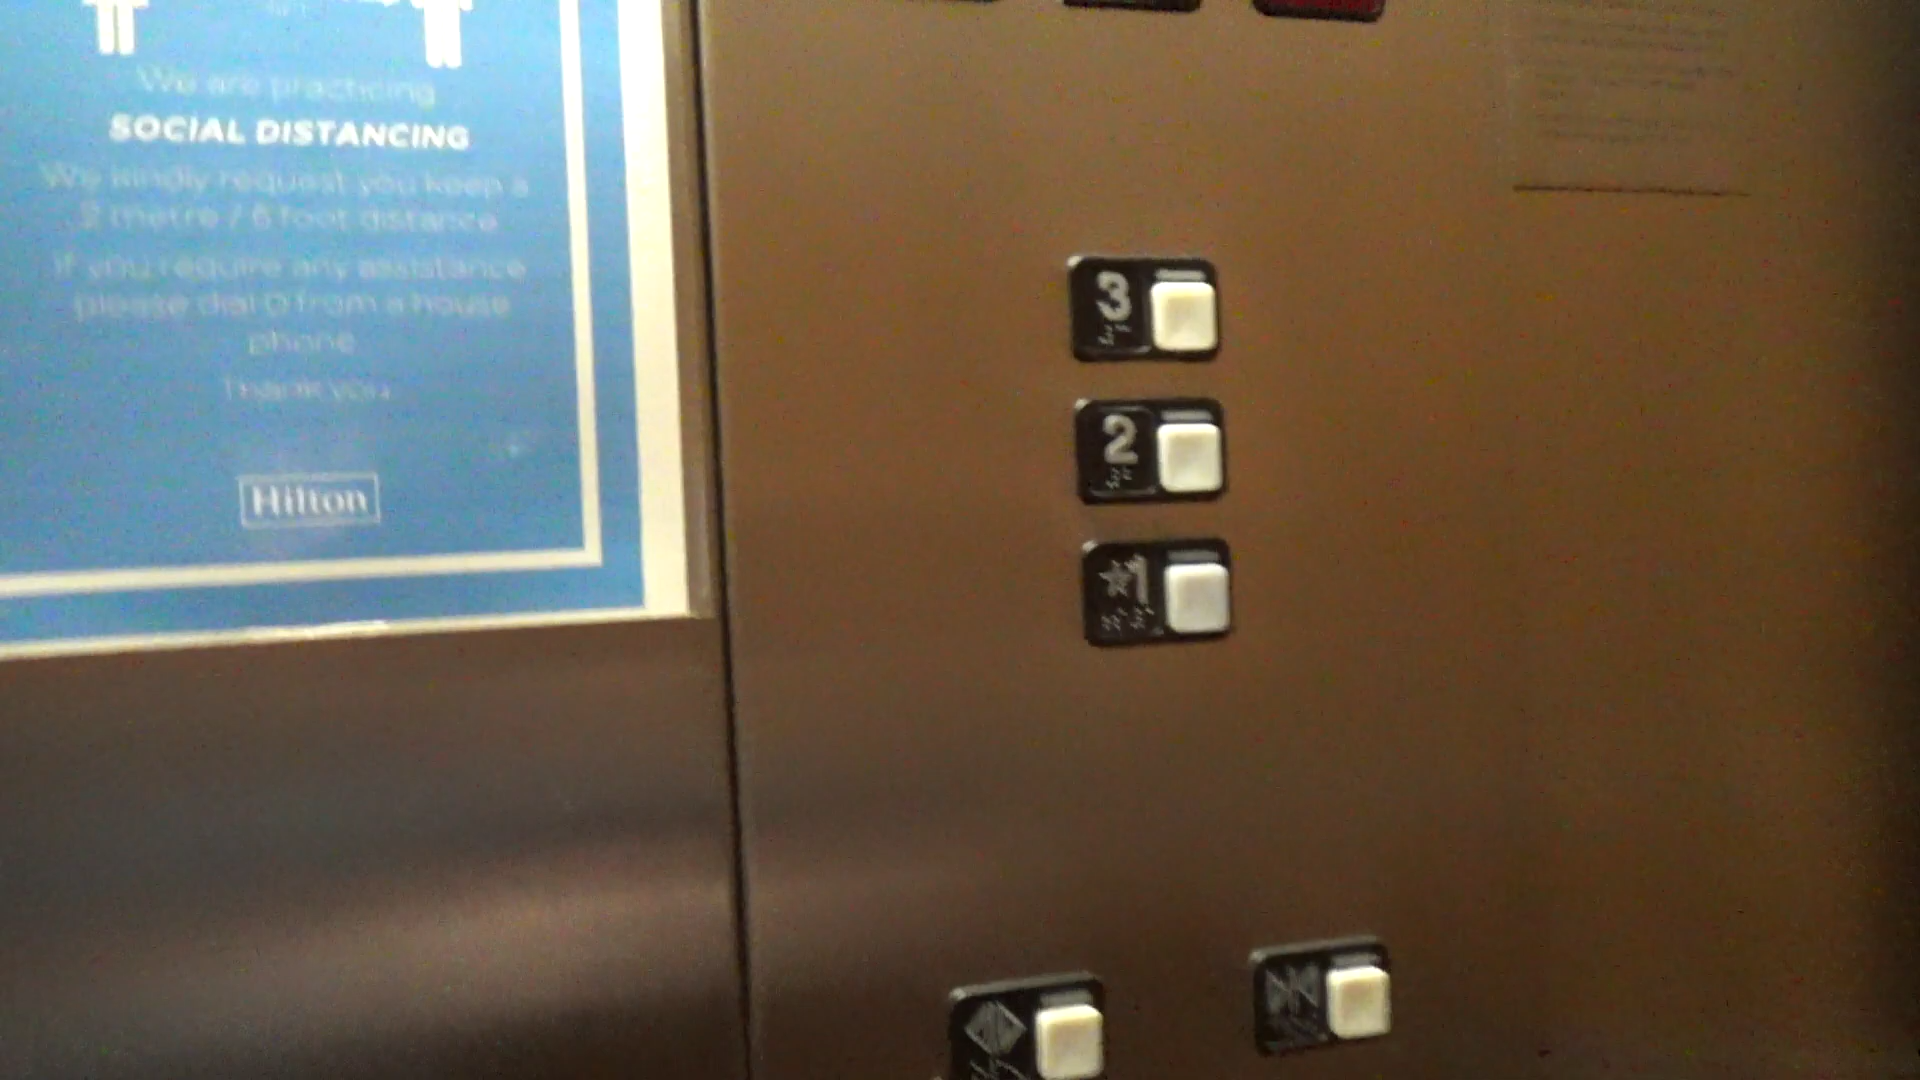 We are practicing
SOCIAL DISTANCING
We kindly request you keep a
2 metre / 6 foot distance
If you require any assistance
please dial 0 from a house
phone
Thank you
Hilton
3
2
★1